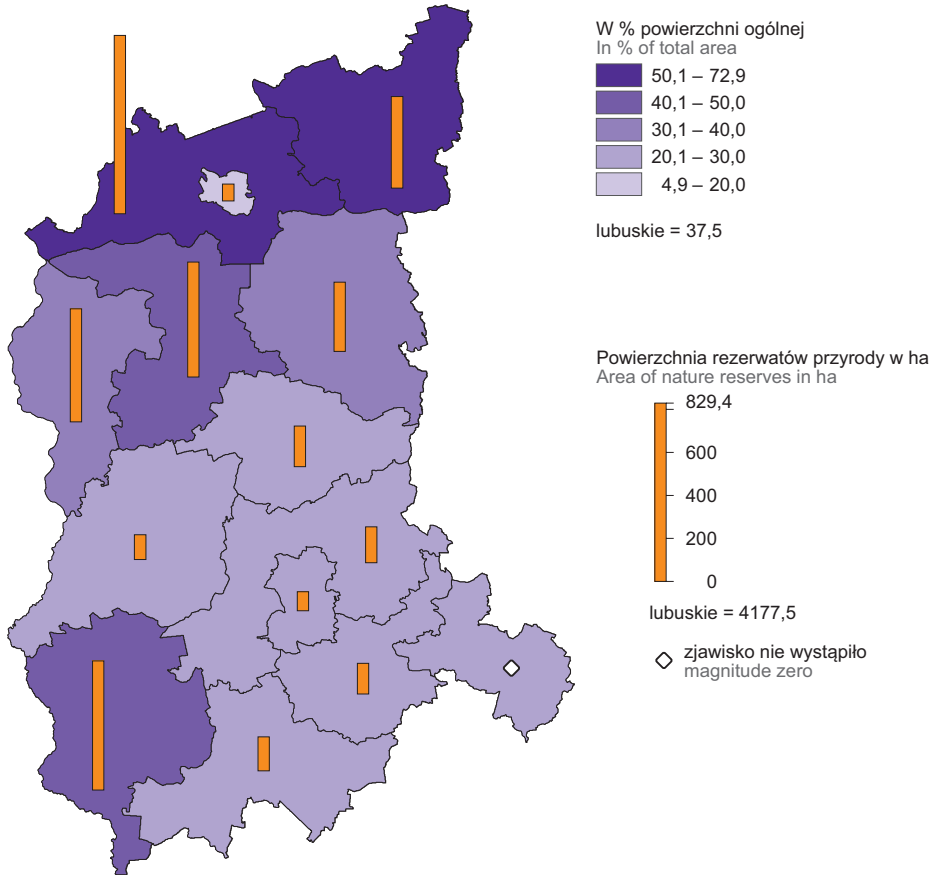 W % powierzchni ogólnej
In % of total area
50,1 – 72,9
40,1 – 50,0
30,1 – 40,0
20,1 – 30,0
4,9 – 20,0
lubuskie = 37,5
Powierzchnia rezerwatów przyrody w ha
Area of nature reserves in ha
829,4
600
400
200
0
lubuskie = 4177,5
zjawisko nie wystąpiło
magnitude zero